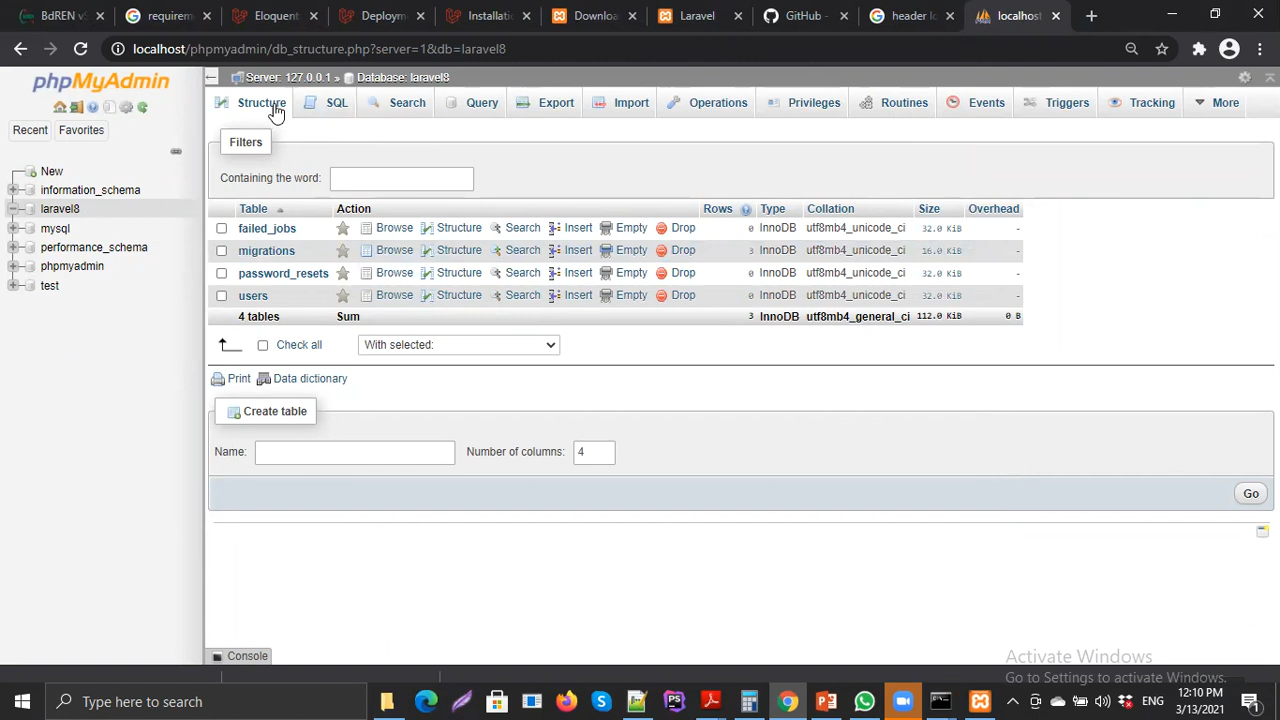 BdREN v
requirem
Eloquent
Deploym
Installatio
Downloa
Laravel
GitHub -
header lo
localhost
localhost/phpmyadmin/db_structure.php?server=1&db=laravel8
phpMyAdmin
Recent Favorites
New
information_schema
laravel8
mysql
performance_schema
phpmyadmin
test
Server: 127.0.0.1 » Database: laravel8
Structure SQL Search Query Export Import Operations Privileges Routines Events Triggers Tracking More
Filters
Containing the word:
Table Action Rows Type Collation Size Overhead
failed_jobs Browse Structure Search Insert Empty Drop 0 InnoDB utf8mb4_unicode_ci 32.0 KiB -
migrations Browse Structure Search Insert Empty Drop 3 InnoDB utf8mb4_unicode_ci 16.0 KiB -
password_resets Browse Structure Search Insert Empty Drop 0 InnoDB utf8mb4_unicode_ci 32.0 KiB -
users Browse Structure Search Insert Empty Drop 0 InnoDB utf8mb4_unicode_ci 32.0 KiB -
4 tables Sum 3 InnoDB utf8mb4_general_ci 112.0 KiB 0 B
Check all With selected:
Print Data dictionary
Create table
Name: Number of columns: 4
Go
Console
Activate Windows
Go to Settings to activate Windows.
Type here to search
ENG
12:10 PM
3/13/2021
1